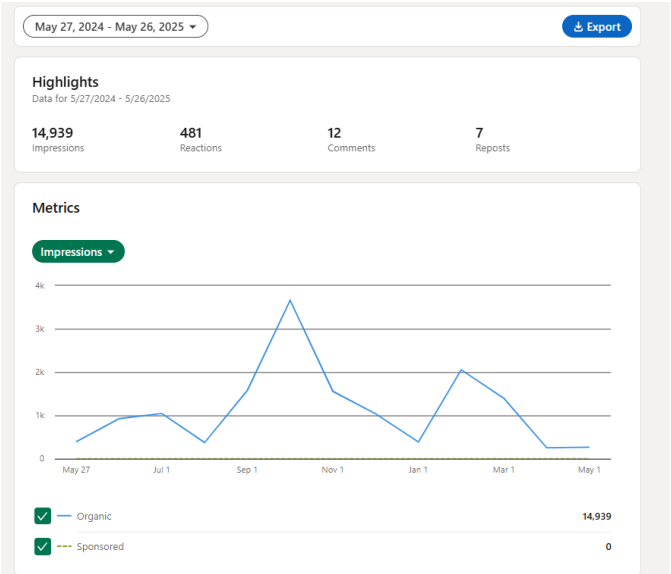 May 27, 2024 - May 26, 2025
Export
Highlights
Data for 5/27/2024 - 5/26/2025
14,939 481 12 7
Impressions Reactions Comments Reposts
Metrics
Impressions
4k
3k
2k
1k
0
May 27 Jul 1 Sep 1 Nov 1 Jan 1 Mar 1 May 1
Organic 14,939
Sponsored 0